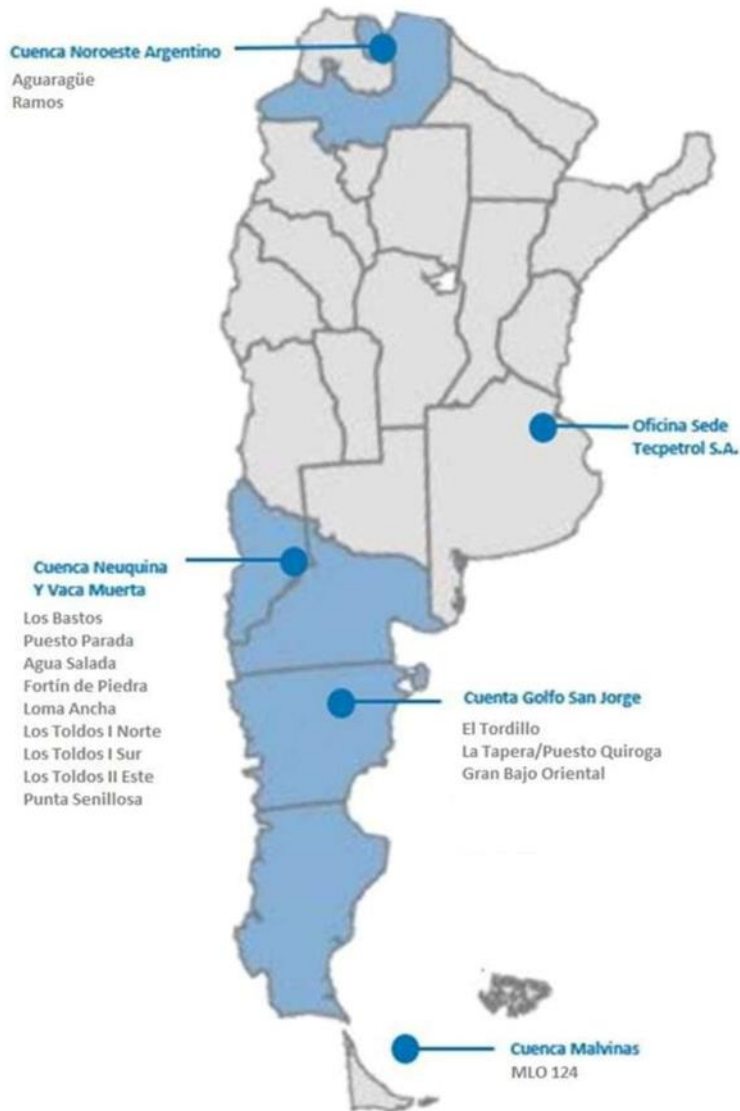 Cuenca Noroeste Argentino
Aguaragüe
Ramos
Oficina Sede
Tecpetrol S.A.
Cuenca Neuquina
Y Vaca Muerta
Los Bastos
Puesto Parada
Agua Salada
Fortín de Piedra
Loma Ancha
Los Toldos I Norte
Los Toldos I Sur
Los Toldos II Este
Punta Senillosa
Cuenta Golfo San Jorge
El Tordillo
La Tapera/Puesto Quiroga
Gran Bajo Oriental
Cuenca Malvinas
MLO 124